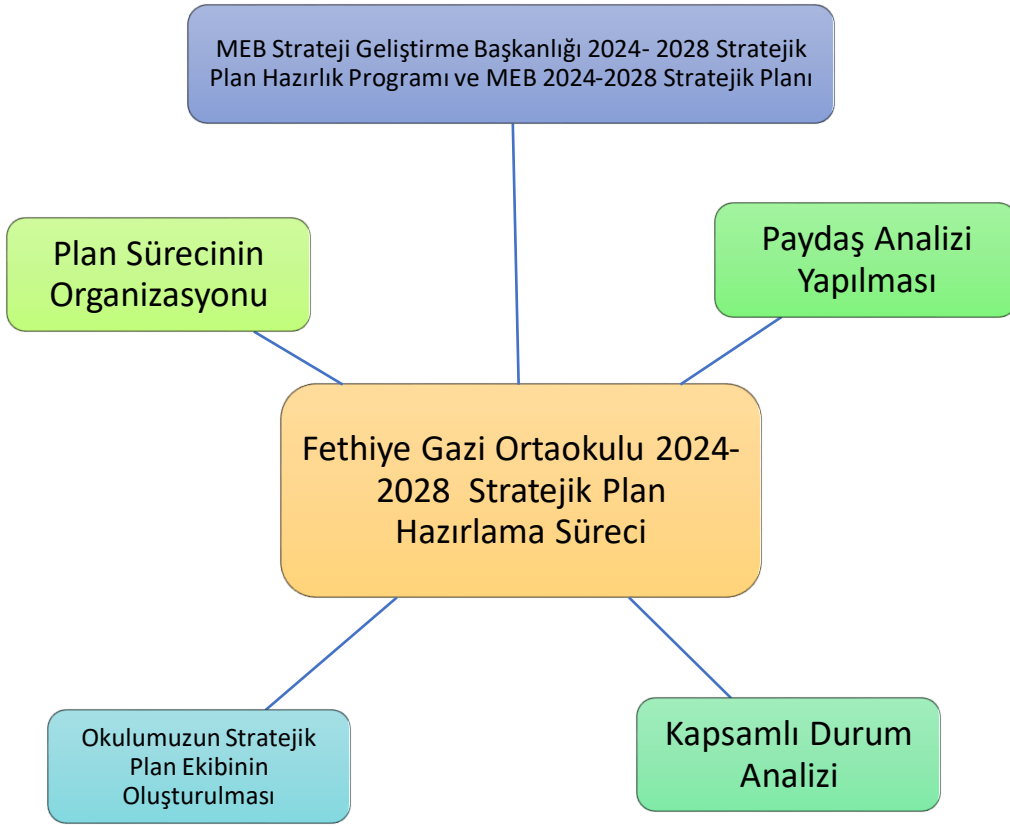 MEB Strateji Geliştirme Başkanlığı 2024- 2028 Stratejik
Plan Hazırlık Programı ve MEB 2024-2028 Stratejik Planı
Plan Sürecinin
Organizasyonu
Paydaş Analizi
Yapılması
Fethiye Gazi Ortaokulu 2024-
2028 Stratejik Plan
Hazırlama Süreci
Okulumuzun Stratejik
Plan Ekibinin
Oluşturulması
Kapsamlı Durum
Analizi